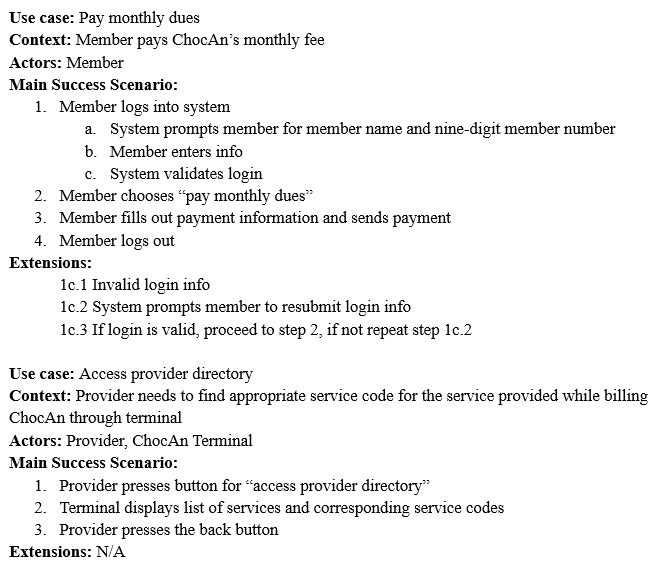 Use case: Pay monthly dues
Context: Member pays ChocAn's monthly fee
Actors: Member
Main Success Scenario:
1. Member logs into system
a. System prompts member for member name and nine-digit member number
b. Member enters info
c. System validates login
2. Member chooses “pay monthly dues”
3. Member fills out payment information and sends payment
4. Member logs out
Extensions:
1c.1 Invalid login info
1c.2 System prompts member to resubmit login info
1c.3 If login is valid, proceed to step 2, if not repeat step 1c.2
Use case: Access provider directory
Context: Provider needs to find appropriate service code for the service provided while billing
ChocAn through terminal
Actors: Provider, ChocAn Terminal
Main Success Scenario:
1. Provider presses button for “access provider directory”
2. Terminal displays list of services and corresponding service codes
3. Provider presses the back button
Extensions: N/A